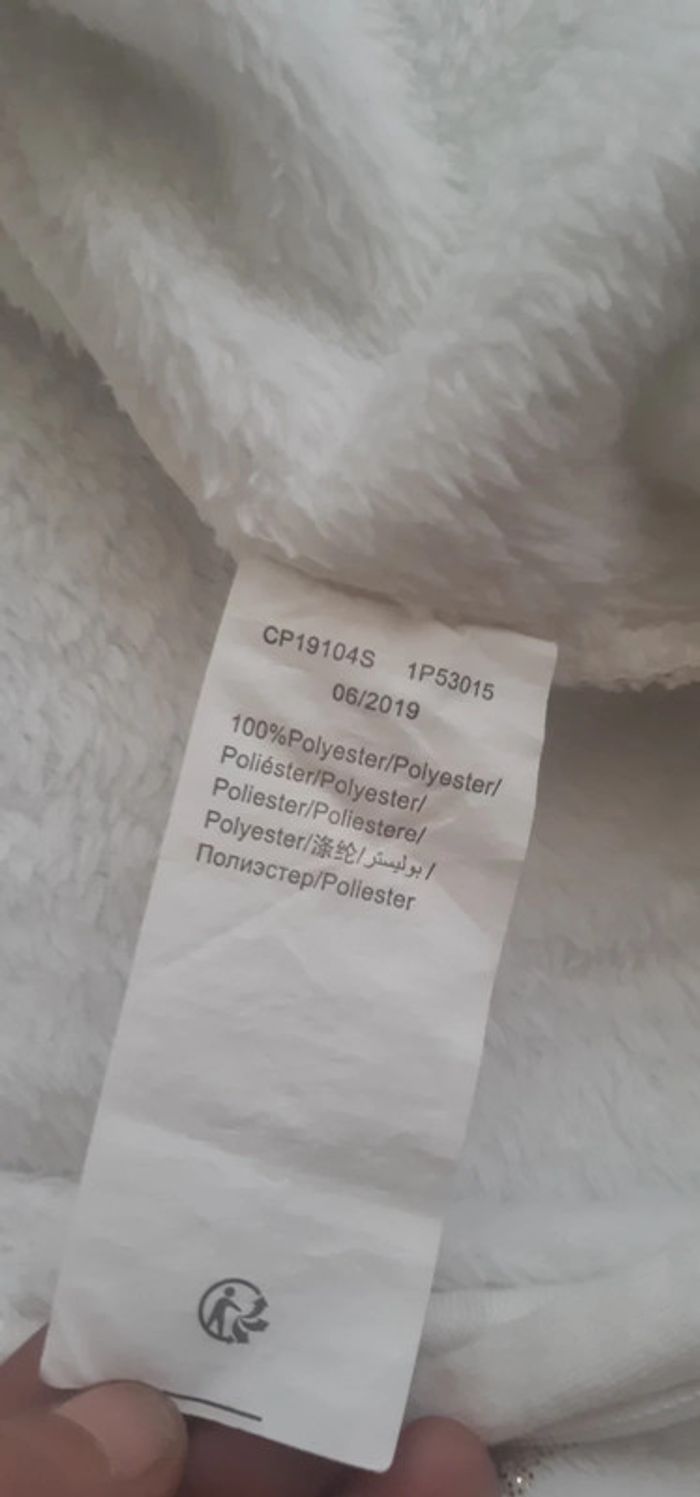 CP19104S 1P53015
06/2019
100%Polyester/Polyester/
Poliéster/Polyester/
Poliester/Poliestere/
Polyester/涤纶/بوليستر/
Полиэстер/Poliester